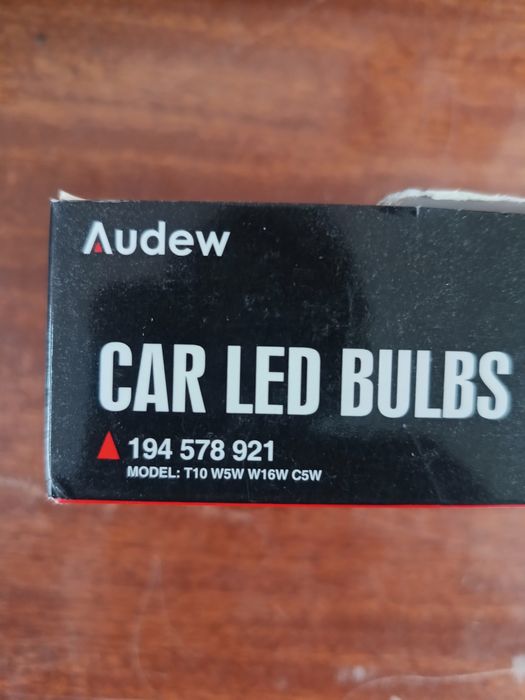 Audew
CAR LED BULBS
194 578 921
MODEL: T10 W5W W16W C5W